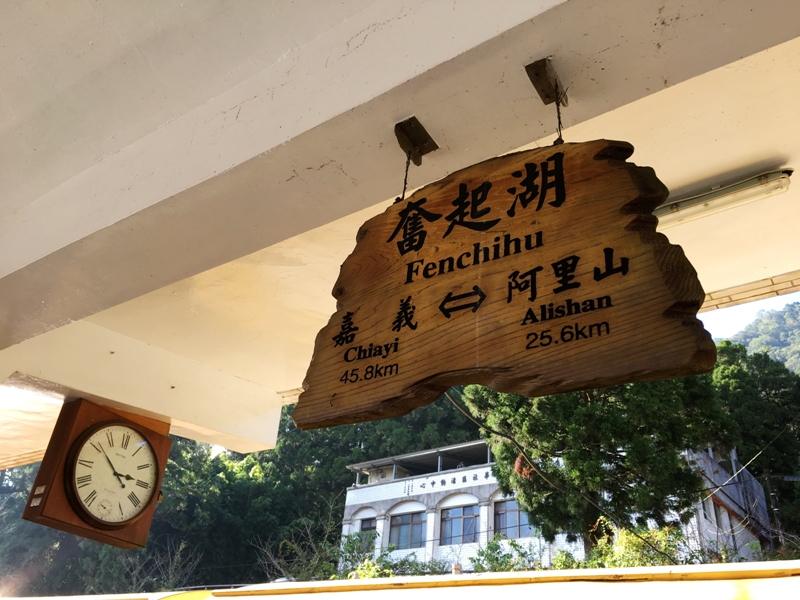 奮起湖
Fenchihu
嘉義
Chiayi
45.8km
阿里山
Alishan
25.6km